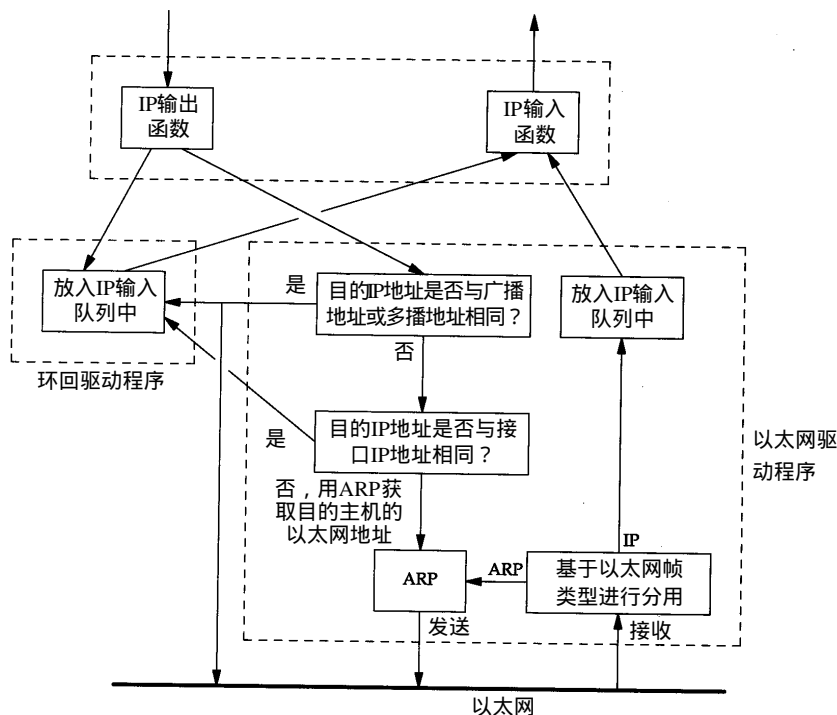 IP输出
函数
IP输入
函数
放入IP输入
队列中
环回驱动程序
是
目的IP地址是否与广播
地址或多播地址相同？
放入IP输入
队列中
否
是
目的IP地址是否与接
口IP地址相同？
以太网驱
动程序
否，用ARP获
取目的主机的
以太网地址
ARP
ARP
IP
基于以太网帧
类型进行分用
发送
接收
以太网